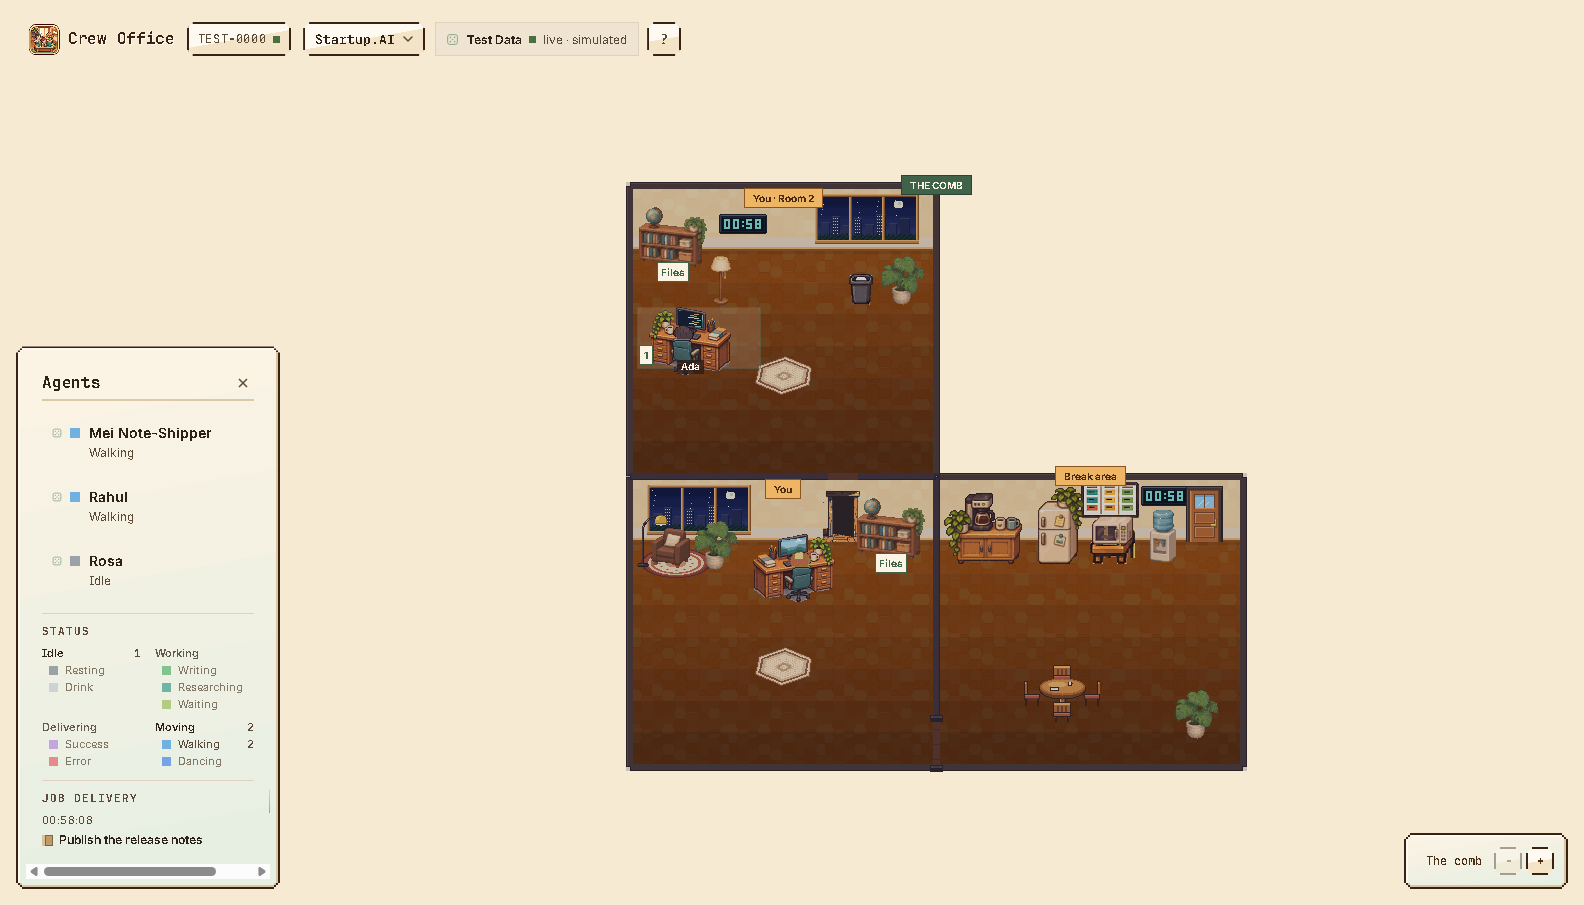 Crew Office
TEST-0000
Startup.AI
Test Data
live · simulated
?
THE COMB
You · Room 2
00:58
Files
1
Ada
You
Break area
00:58
Files
Agents
Mei Note-Shipper
Walking
Rahul
Walking
Rosa
Idle
STATUS
Idle 1
Resting
Drink
Working
Writing
Researching
Waiting
Delivering
Success
Error
Moving 2
Walking 2
Dancing
JOB DELIVERY
00:58:08
Publish the release notes
The comb - +